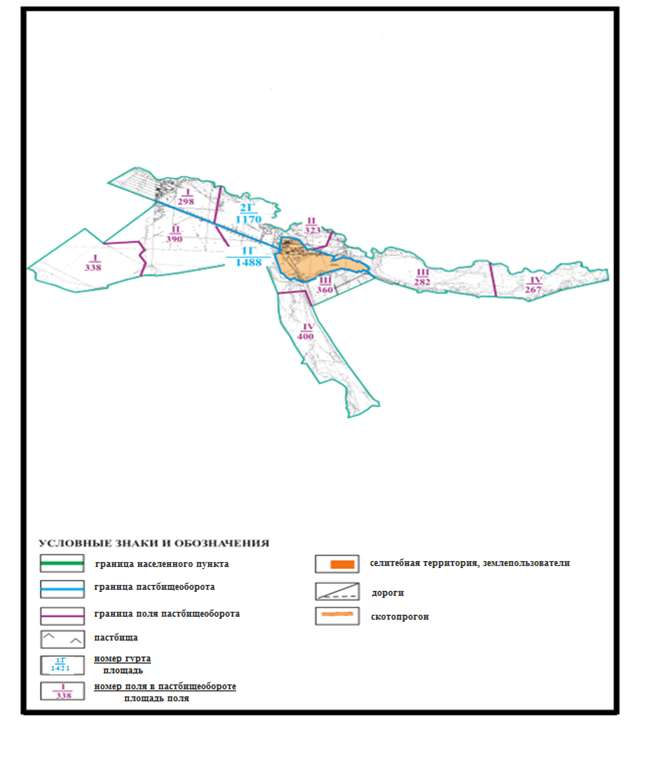 I
298
2Г
1170
II
323
II
390
1Г
1488
I
338
III
360
III
282
IV
267
IV
400
УСЛОВНЫЕ ЗНАКИ И ОБОЗНАЧЕНИЯ
граница населенного пункта
граница пастбищеоборота
граница поля пастбищеоборота
пастбища
1Г
1421
номер гурта
площадь
I
338
номер поля в пастбищеобороте
площадь поля
селитебная территория, землепользователи
дороги
скотопрогон